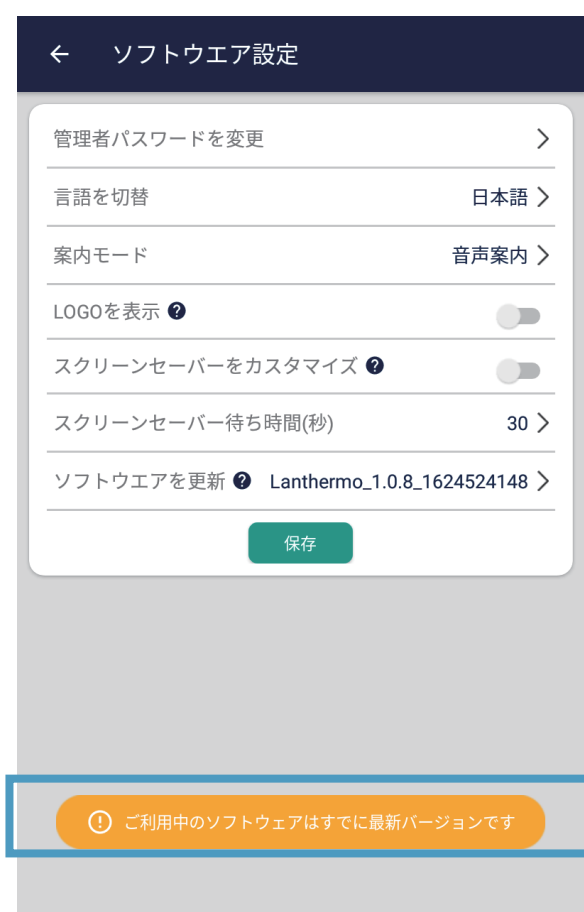 ソフトウエア設定
管理者パスワードを変更
言語を切替 日本語
案内モード 音声案内
LOGOを表示
スクリーンセーバーをカスタマイズ
スクリーンセーバー待ち時間(秒) 30
ソフトウエアを更新 Lanthermo_1.0.8_1624524148
保存
ご利用中のソフトウェアはすでに最新バージョンです